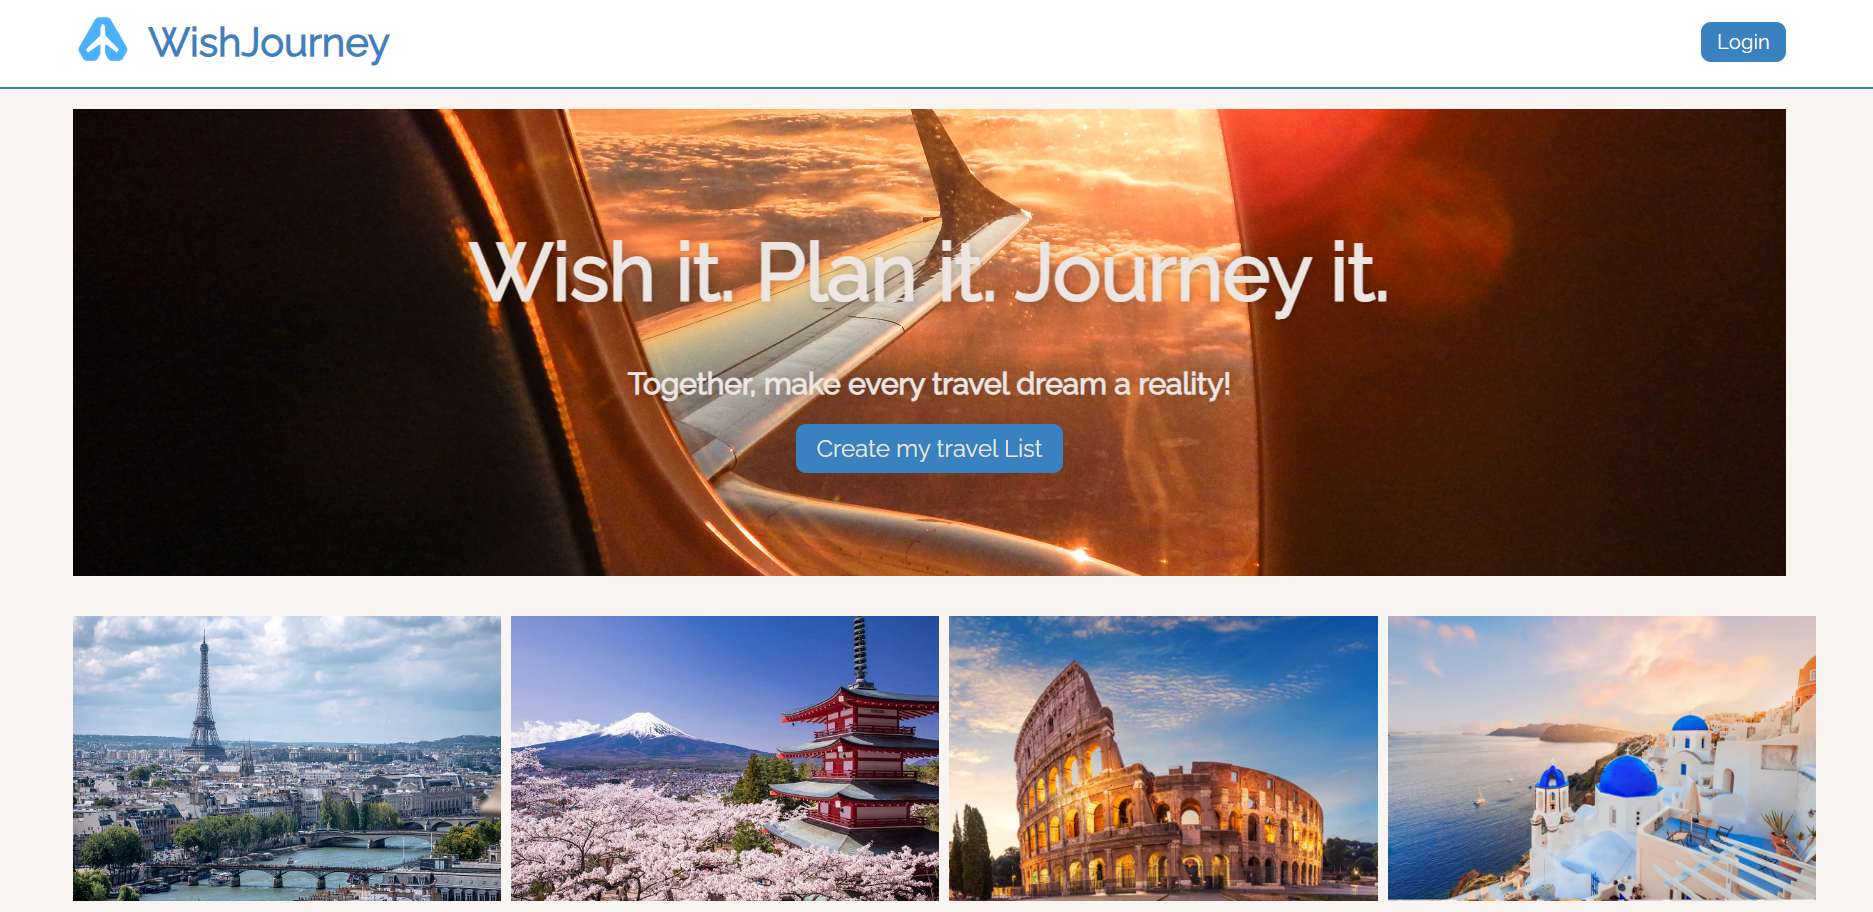 WishJourney
Login
Wish it. Plan it. Journey it.
Together, make every travel dream a reality!
Create my travel List